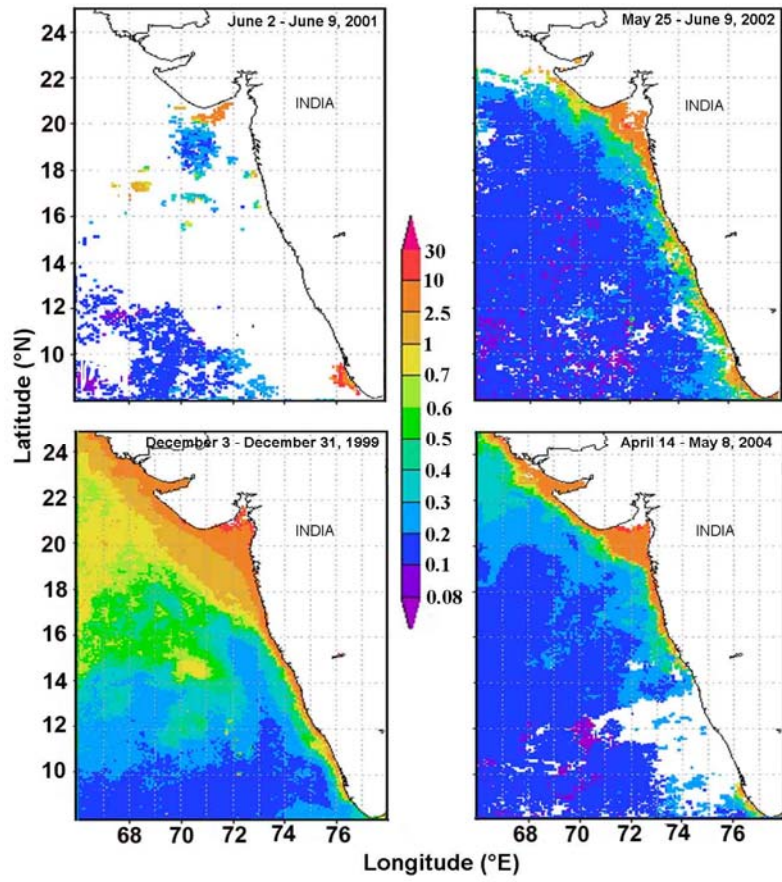 June 2 - June 9, 2001
May 25 - June 9, 2002
24
22
20
18
16
14
12
10
INDIA
INDIA
30
10
2.5
1
0.7
0.6
0.5
0.4
0.3
0.1
0.08
Latitude (°N)
December 3 - December 31, 1999
April 14 - May 8, 2004
24
22
20
18
16
14
12
10
INDIA
INDIA
68 70 72 74 76
68 70 72 74 76
Longitude (°E)